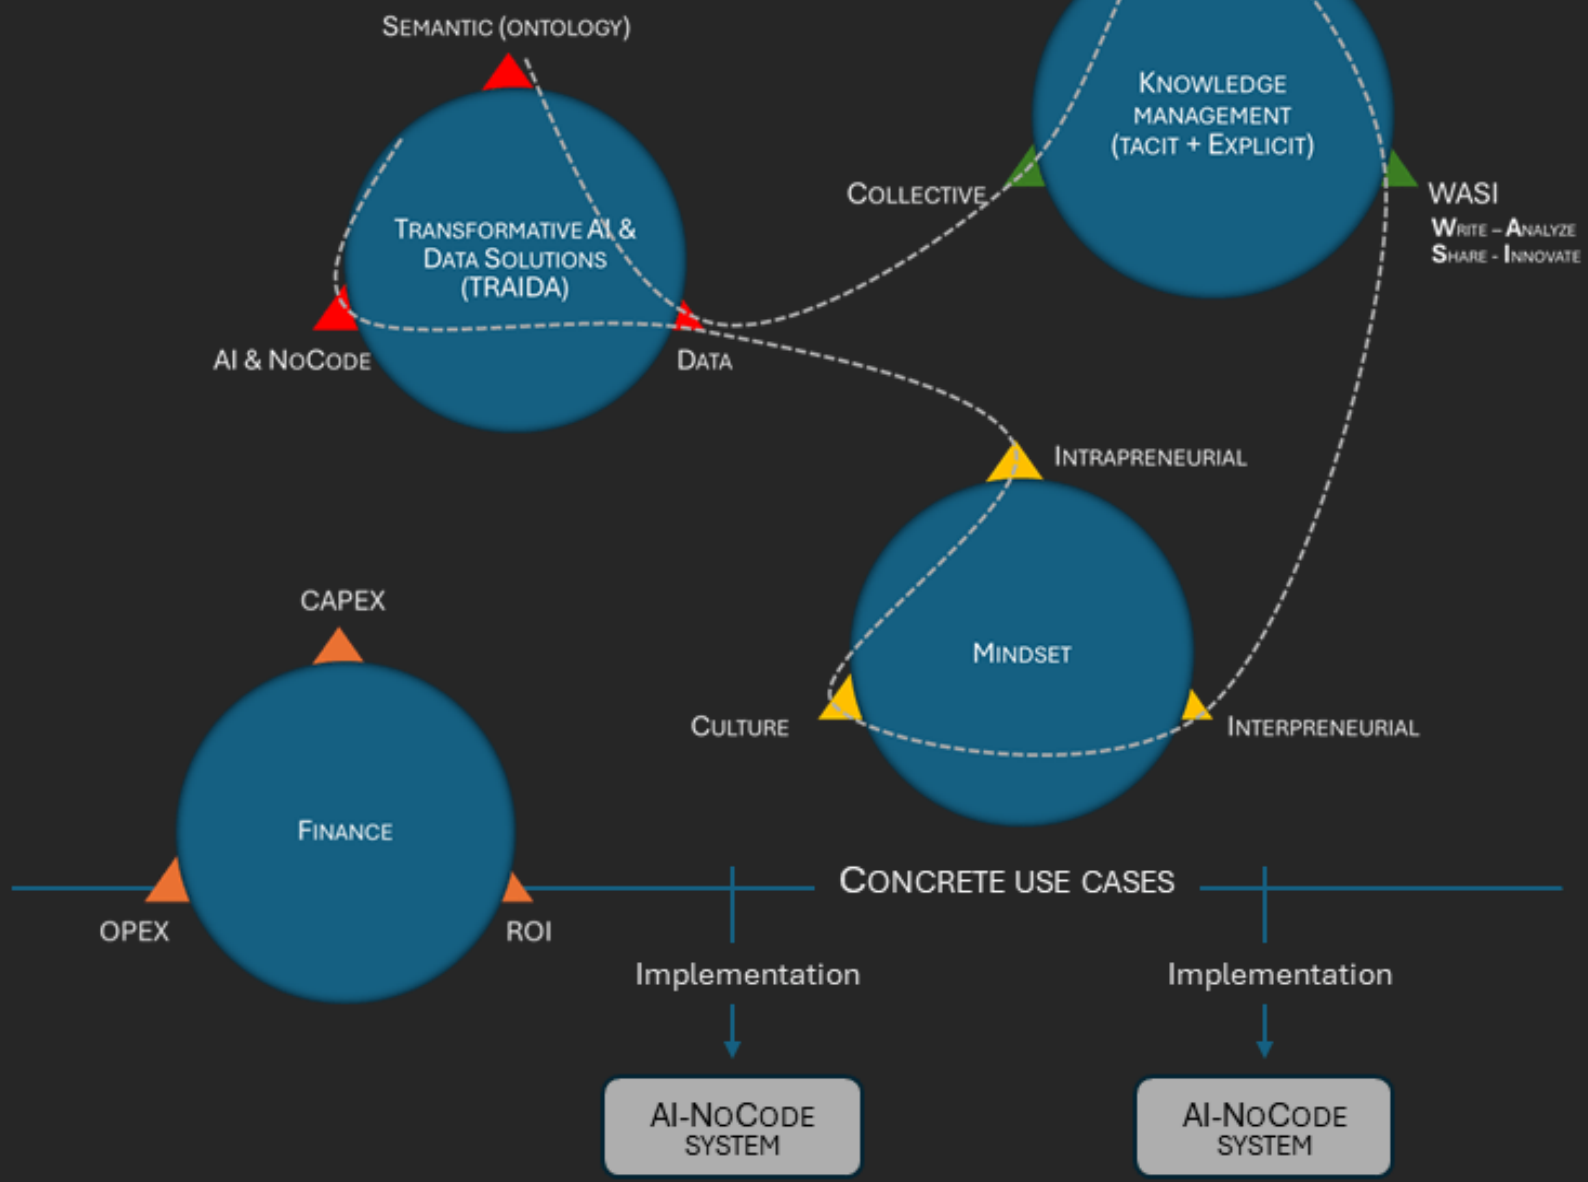 Semantic (ontology)
Knowledge
management
(tacit + Explicit)
Collective
WASI
Write – Analyze
Share - Innovate
Transformative AI &
Data Solutions
(TRAIDA)
AI & NoCode
Data
Intrapreneurial
Mindset
Culture
Interpreneurial
CAPEX
Finance
OPEX
ROI
Concrete use cases
Implementation
Implementation
AI-NoCode
system
AI-NoCode
system